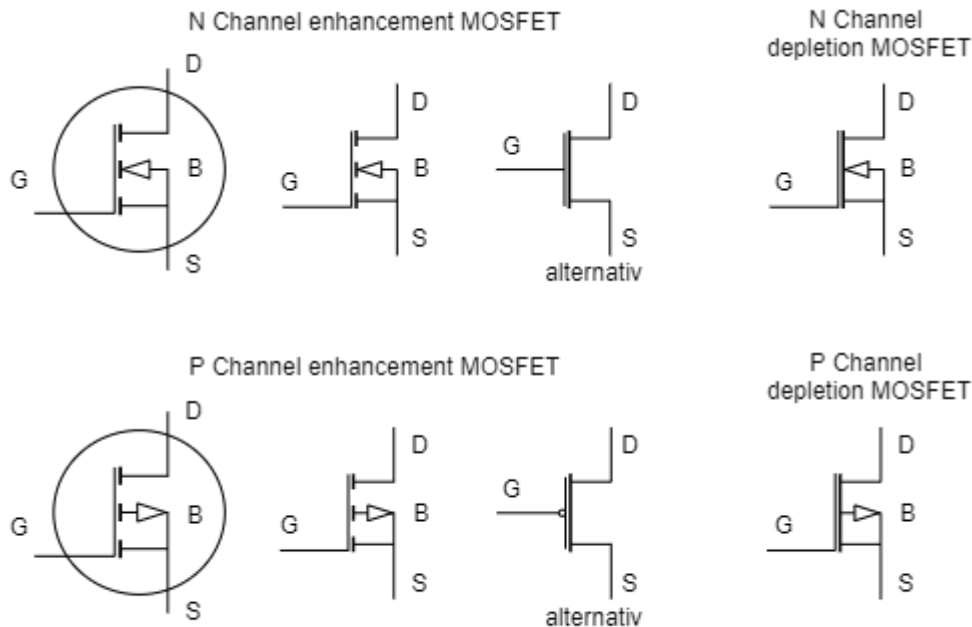 N Channel enhancement MOSFET
N Channel
depletion MOSFET
D
B
G
S
D
B
G
S
D
G
S
alternativ
D
B
G
S
P Channel enhancement MOSFET
P Channel
depletion MOSFET
D
B
G
S
D
B
G
S
D
G
S
alternativ
D
B
G
S